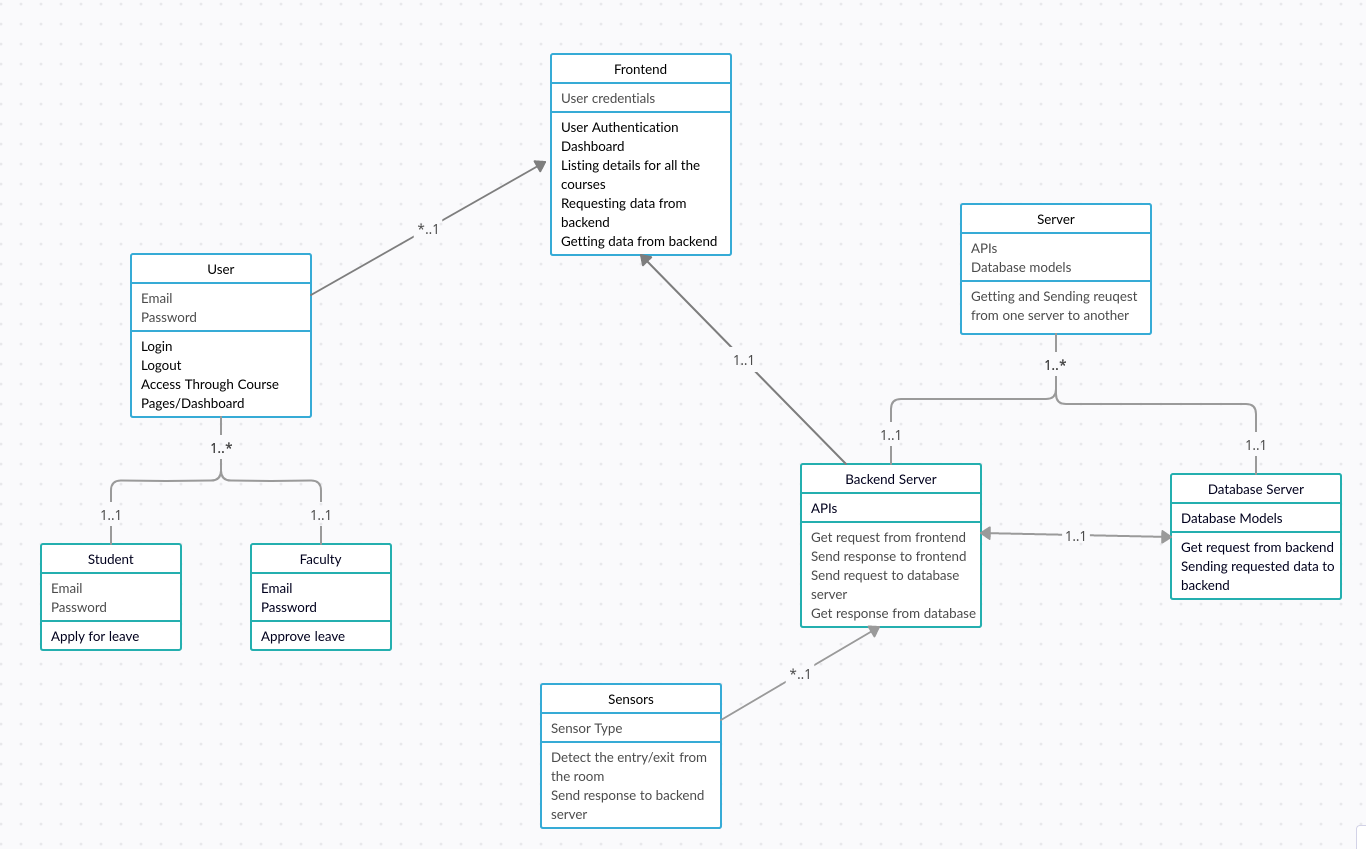 Frontend
User credentials
User Authentication
Dashboard
Listing details for all the
courses
Requesting data from
backend
Getting data from backend
*..1
User
Email
Password
Login
Logout
Access Through Course
Pages/Dashboard
1..*
1..1
1..1
Student
Email
Password
Apply for leave
Faculty
Email
Password
Approve leave
1..1
Server
APIs
Database models
Getting and Sending reuqest
from one server to another
1..*
1..1
1..1
Backend Server
APIs
Get request from frontend
Send response to frontend
Send request to database
server
Get response from database
1..1
Database Server
Database Models
Get request from backend
Sending requested data to
backend
*..1
Sensors
Sensor Type
Detect the entry/exit from
the room
Send response to backend
server